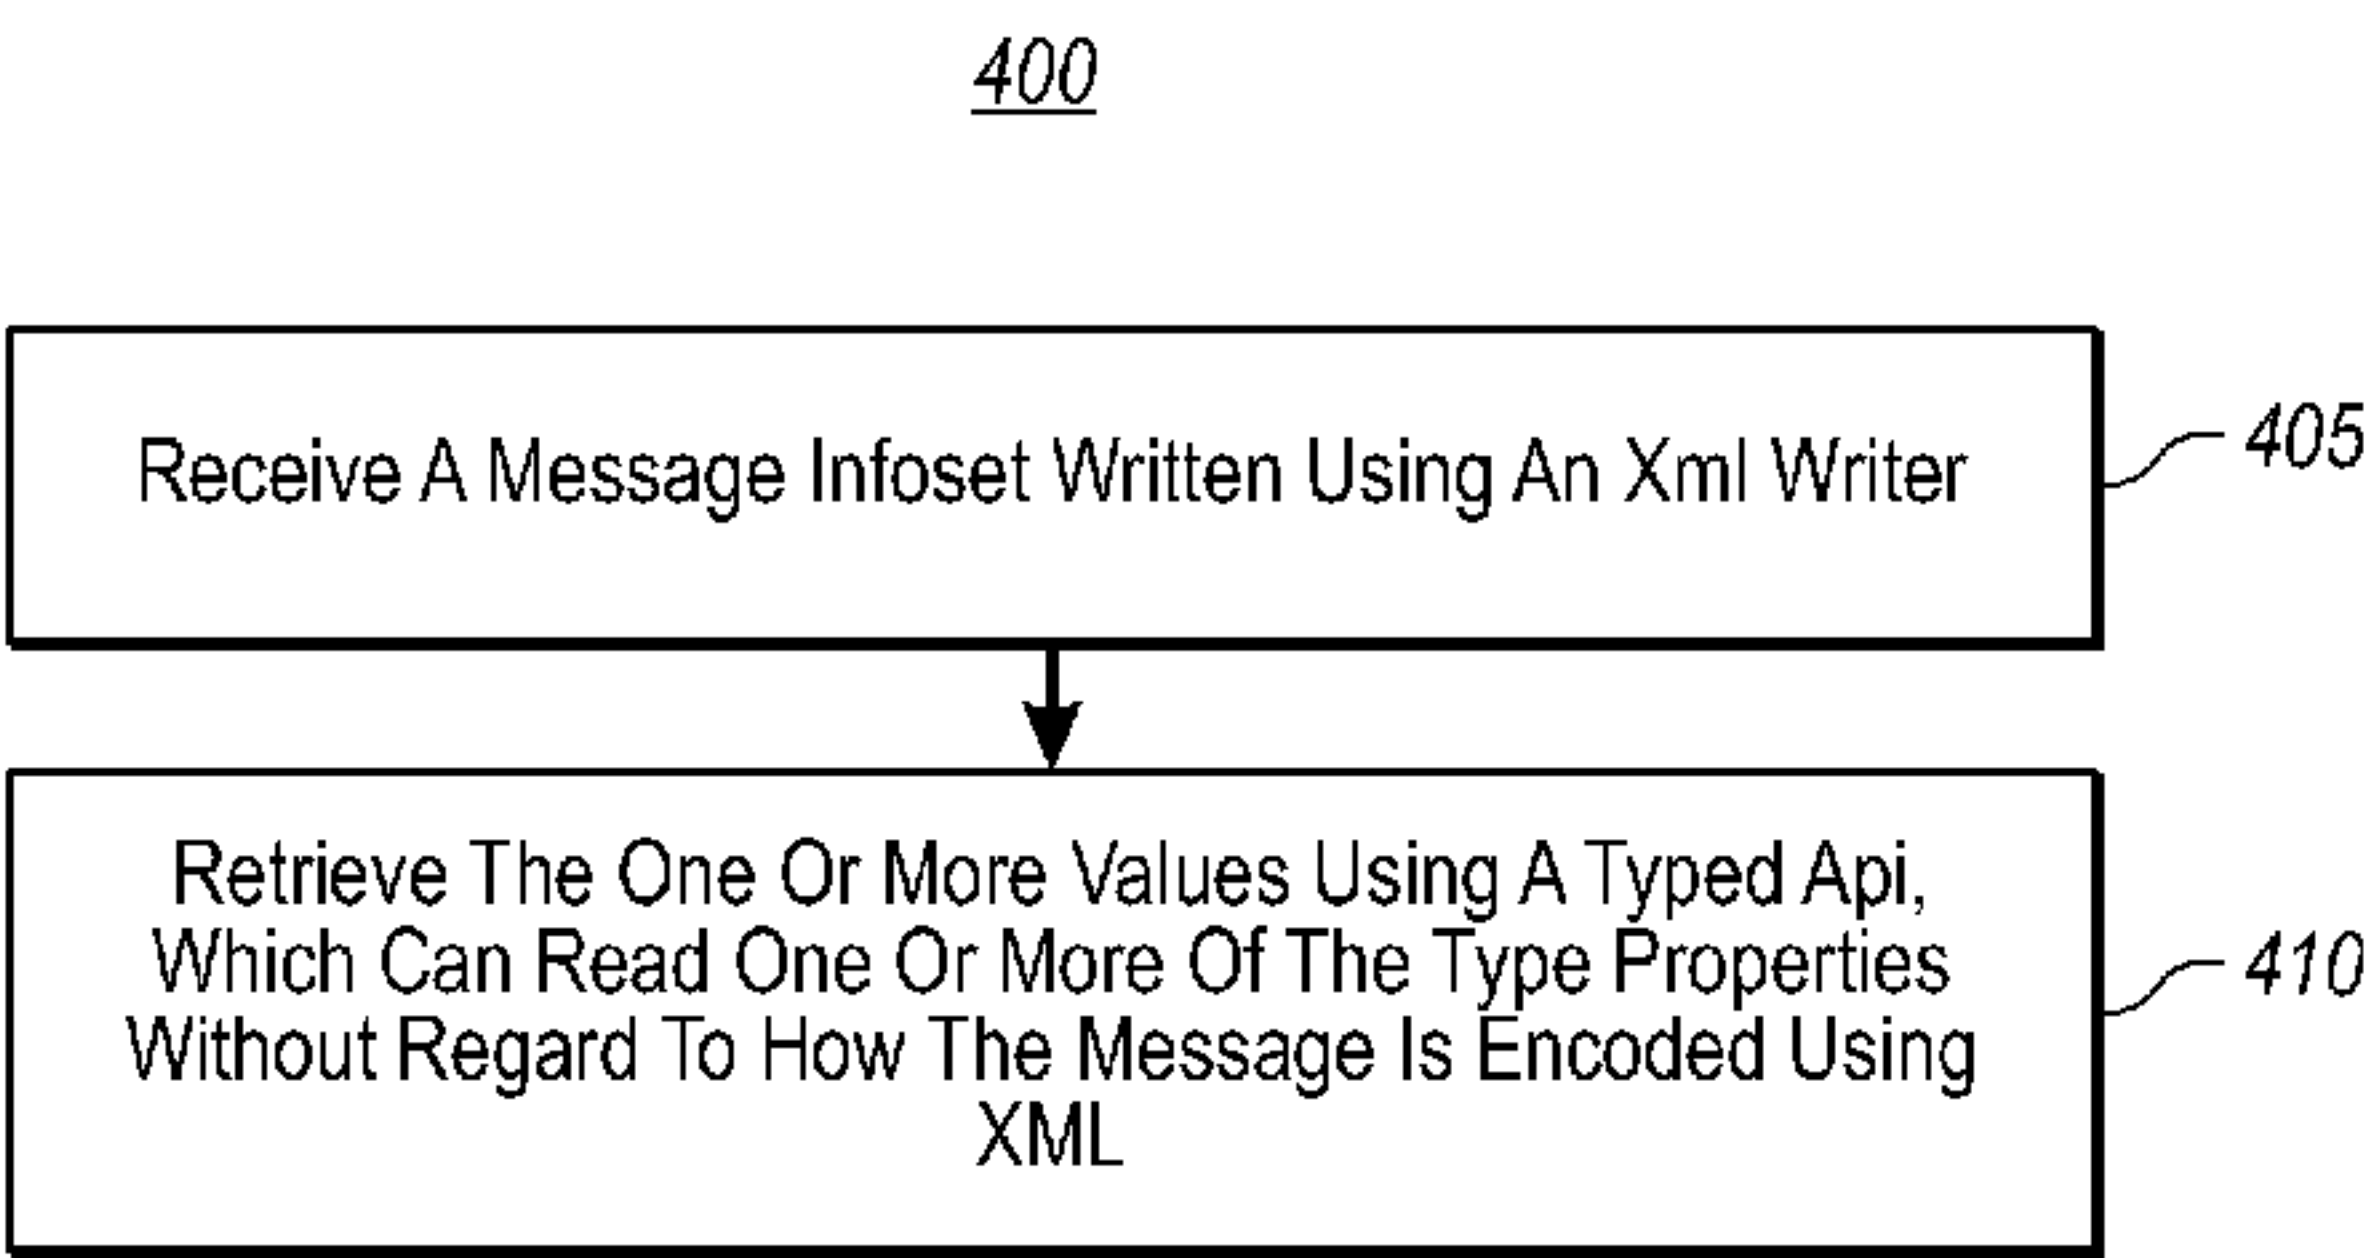 400
Receive A Message Infoset Written Using An Xml Writer
405
Retrieve The One Or More Values Using A Typed Api,
Which Can Read One Or More Of The Type Properties
Without Regard To How The Message Is Encoded Using
XML
410